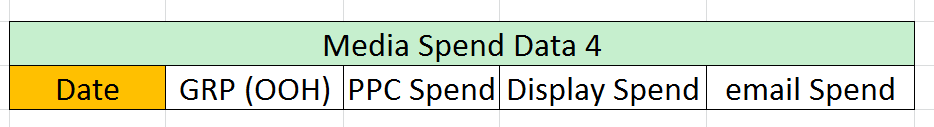 Media Spend Data 4
Date GRP (OOH) PPC Spend Display Spend email Spend